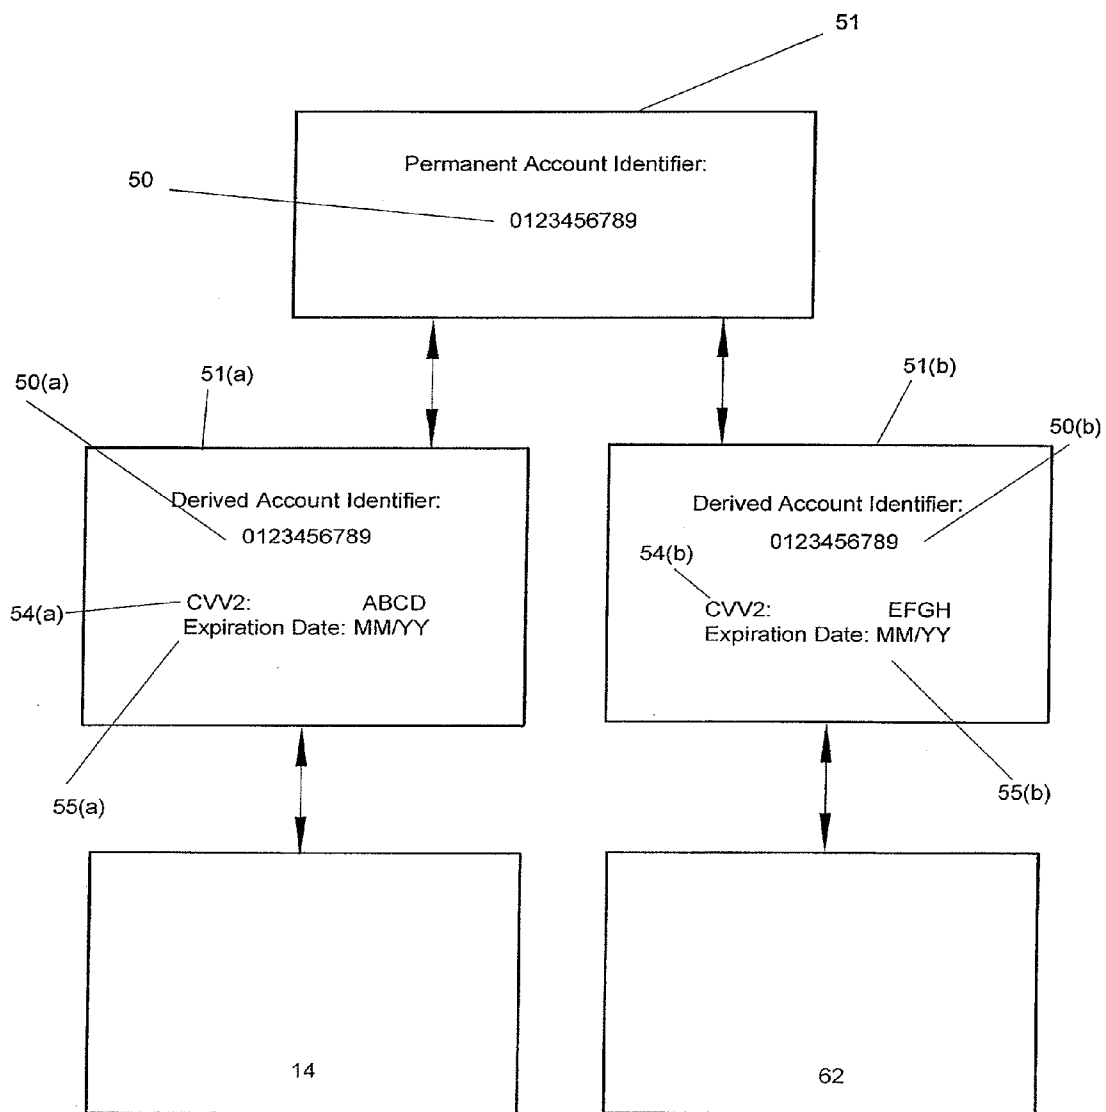 51
Permanent Account Identifier:
50
0123456789
50(a)
51(a)
51(b)
50(b)
Derived Account Identifier:
0123456789
54(a)
CVV2: ABCD
Expiration Date: MM/YY
55(a)
Derived Account Identifier:
0123456789
54(b)
CVV2: EFGH
Expiration Date: MM/YY
55(b)
14
62